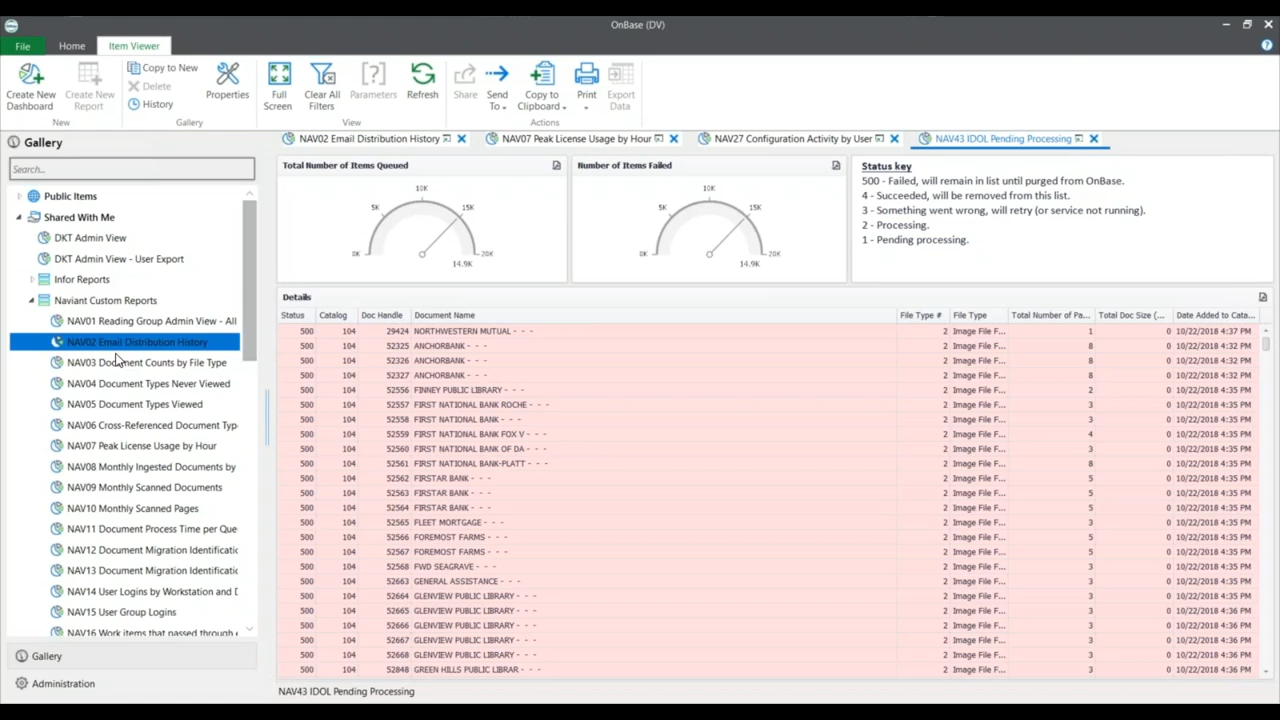 OnBase (DV)
File Home Item Viewer
Create New Dashboard
Create New Report
Copy to New
Delete
History
Properties
Full Screen
Clear All Filters
Parameters
Refresh
Share
Send To
Copy to Clipboard
Print
Export Data
New Gallery View Actions
Gallery
Search...
Public Items
Shared With Me
DKT Admin View
DKT Admin View - User Export
Infor Reports
Naviant Custom Reports
NAV01 Reading Group Admin View - All
NAV02 Email Distribution History
NAV03 Document Counts by File Type
NAV04 Document Types Never Viewed
NAV05 Document Types Viewed
NAV06 Cross-Referenced Document Typ
NAV07 Peak License Usage by Hour
NAV08 Monthly Ingested Documents by
NAV09 Monthly Scanned Documents
NAV10 Monthly Scanned Pages
NAV11 Document Process Time per Que
NAV12 Document Migration Identificatic
NAV13 Document Migration Identificatic
NAV14 User Logins by Workstation and D
NAV15 User Group Logins
NAV16 Work items that passed through
Gallery
Administration
NAV02 Email Distribution History NAV07 Peak License Usage by Hour NAV27 Configuration Activity by User NAV43 IDOL Pending Processing
Total Number of Items Queued
0K 5K 10K 15K 20K
14.9K
Number of Items Failed
0K 5K 10K 15K 20K
14.9K
Status key
500 - Failed, will remain in list until purged from OnBase.
4 - Succeeded, will be removed from this list.
3 - Something went wrong, will retry (or service not running).
2 - Processing.
1 - Pending processing.
Details
Status Catalog Doc Handle Document Name File Type # File Type Total Number of Pa... Total Doc Size (... Date Added to Cata...
500 104 29424 NORTHWESTERN MUTUAL - - - 2 Image File F... 1 0 10/22/2018 4:37 PM
500 104 52325 ANCHORBANK - - - 2 Image File F... 8 0 10/22/2018 4:32 PM
500 104 52326 ANCHORBANK - - - 2 Image File F... 8 0 10/22/2018 4:32 PM
500 104 52327 ANCHORBANK - - - 2 Image File F... 8 0 10/22/2018 4:32 PM
500 104 52556 FINNEY PUBLIC LIBRARY - - - 2 Image File F... 2 0 10/22/2018 4:35 PM
500 104 52557 FIRST NATIONAL BANK ROCHE - - - 2 Image File F... 3 0 10/22/2018 4:35 PM
500 104 52558 FIRST NATIONAL BANK - - - 2 Image File F... 3 0 10/22/2018 4:35 PM
500 104 52559 FIRST NATIONAL BANK FOX V - - - 2 Image File F... 4 0 10/22/2018 4:35 PM
500 104 52560 FIRST NATIONAL BANK OF DA - - - 2 Image File F... 3 0 10/22/2018 4:35 PM
500 104 52561 FIRST NATIONAL BANK-PLATT - - - 2 Image File F... 8 0 10/22/2018 4:35 PM
500 104 52562 FIRSTAR BANK - - - 2 Image File F... 5 0 10/22/2018 4:35 PM
500 104 52563 FIRSTAR BANK - - - 2 Image File F... 5 0 10/22/2018 4:35 PM
500 104 52564 FIRSTAR BANK - - - 2 Image File F... 5 0 10/22/2018 4:35 PM
500 104 52565 FLEET MORTGAGE - - - 2 Image File F... 3 0 10/22/2018 4:35 PM
500 104 52566 FOREMOST FARMS - - - 2 Image File F... 5 0 10/22/2018 4:35 PM
500 104 52567 FOREMOST FARMS - - - 2 Image File F... 5 0 10/22/2018 4:35 PM
500 104 52568 FWD SEAGRAVE - - - 2 Image File F... 3 0 10/22/2018 4:35 PM
500 104 52663 GENERAL ASSISTANCE - - - 2 Image File F... 3 0 10/22/2018 4:35 PM
500 104 52664 GLENVIEW PUBLIC LIBRARY - - - 2 Image File F... 3 0 10/22/2018 4:35 PM
500 104 52665 GLENVIEW PUBLIC LIBRARY - - - 2 Image File F... 3 0 10/22/2018 4:36 PM
500 104 52666 GLENVIEW PUBLIC LIBRARY - - - 2 Image File F... 3 0 10/22/2018 4:36 PM
500 104 52667 GLENVIEW PUBLIC LIBRARY - - - 2 Image File F... 3 0 10/22/2018 4:36 PM
500 104 52668 GLENVIEW PUBLIC LIBRARY - - - 2 Image File F... 3 0 10/22/2018 4:36 PM
500 104 52848 GREEN HILLS PUBLIC LIBRAR - - - 2 Image File F... 3 0 10/22/2018 4:36 PM
NAV43 IDOL Pending Processing